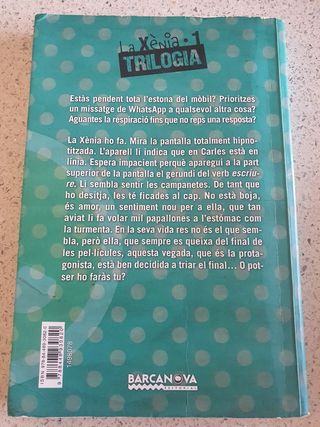 La Xènia · 1
TRILOGIA
Estàs pendent tota l'estona del mòbil? Prioritzes
un missatge de WhatsApp a qualsevol altra cosa?
Aguantes la respiració fins que no reps una resposta?
La Xènia ho fa. Mira la pantalla totalment hipno-
titzada. L'aparell li indica que en Carles està en
línia. Espera impacient perquè aparegui a la part
superior de la pantalla el gerundi del verb escriu-
re. Li sembla sentir les campanetes. De tant que
ho desitja, les té ficades al cap. No està boja,
és amor, un sentiment nou per a ella, que tan
aviat li fa volar mil papallones a l'estómac com
la turmenta. En la seva vida res no és el que sem-
bla, però ella, que sempre es queixa del final de
les pel·lícules, aquesta vegada, que és la prota-
gonista, està ben decidida a triar el final... O pot-
ser ho faràs tu?
BARCANOVA
EDITORIAL